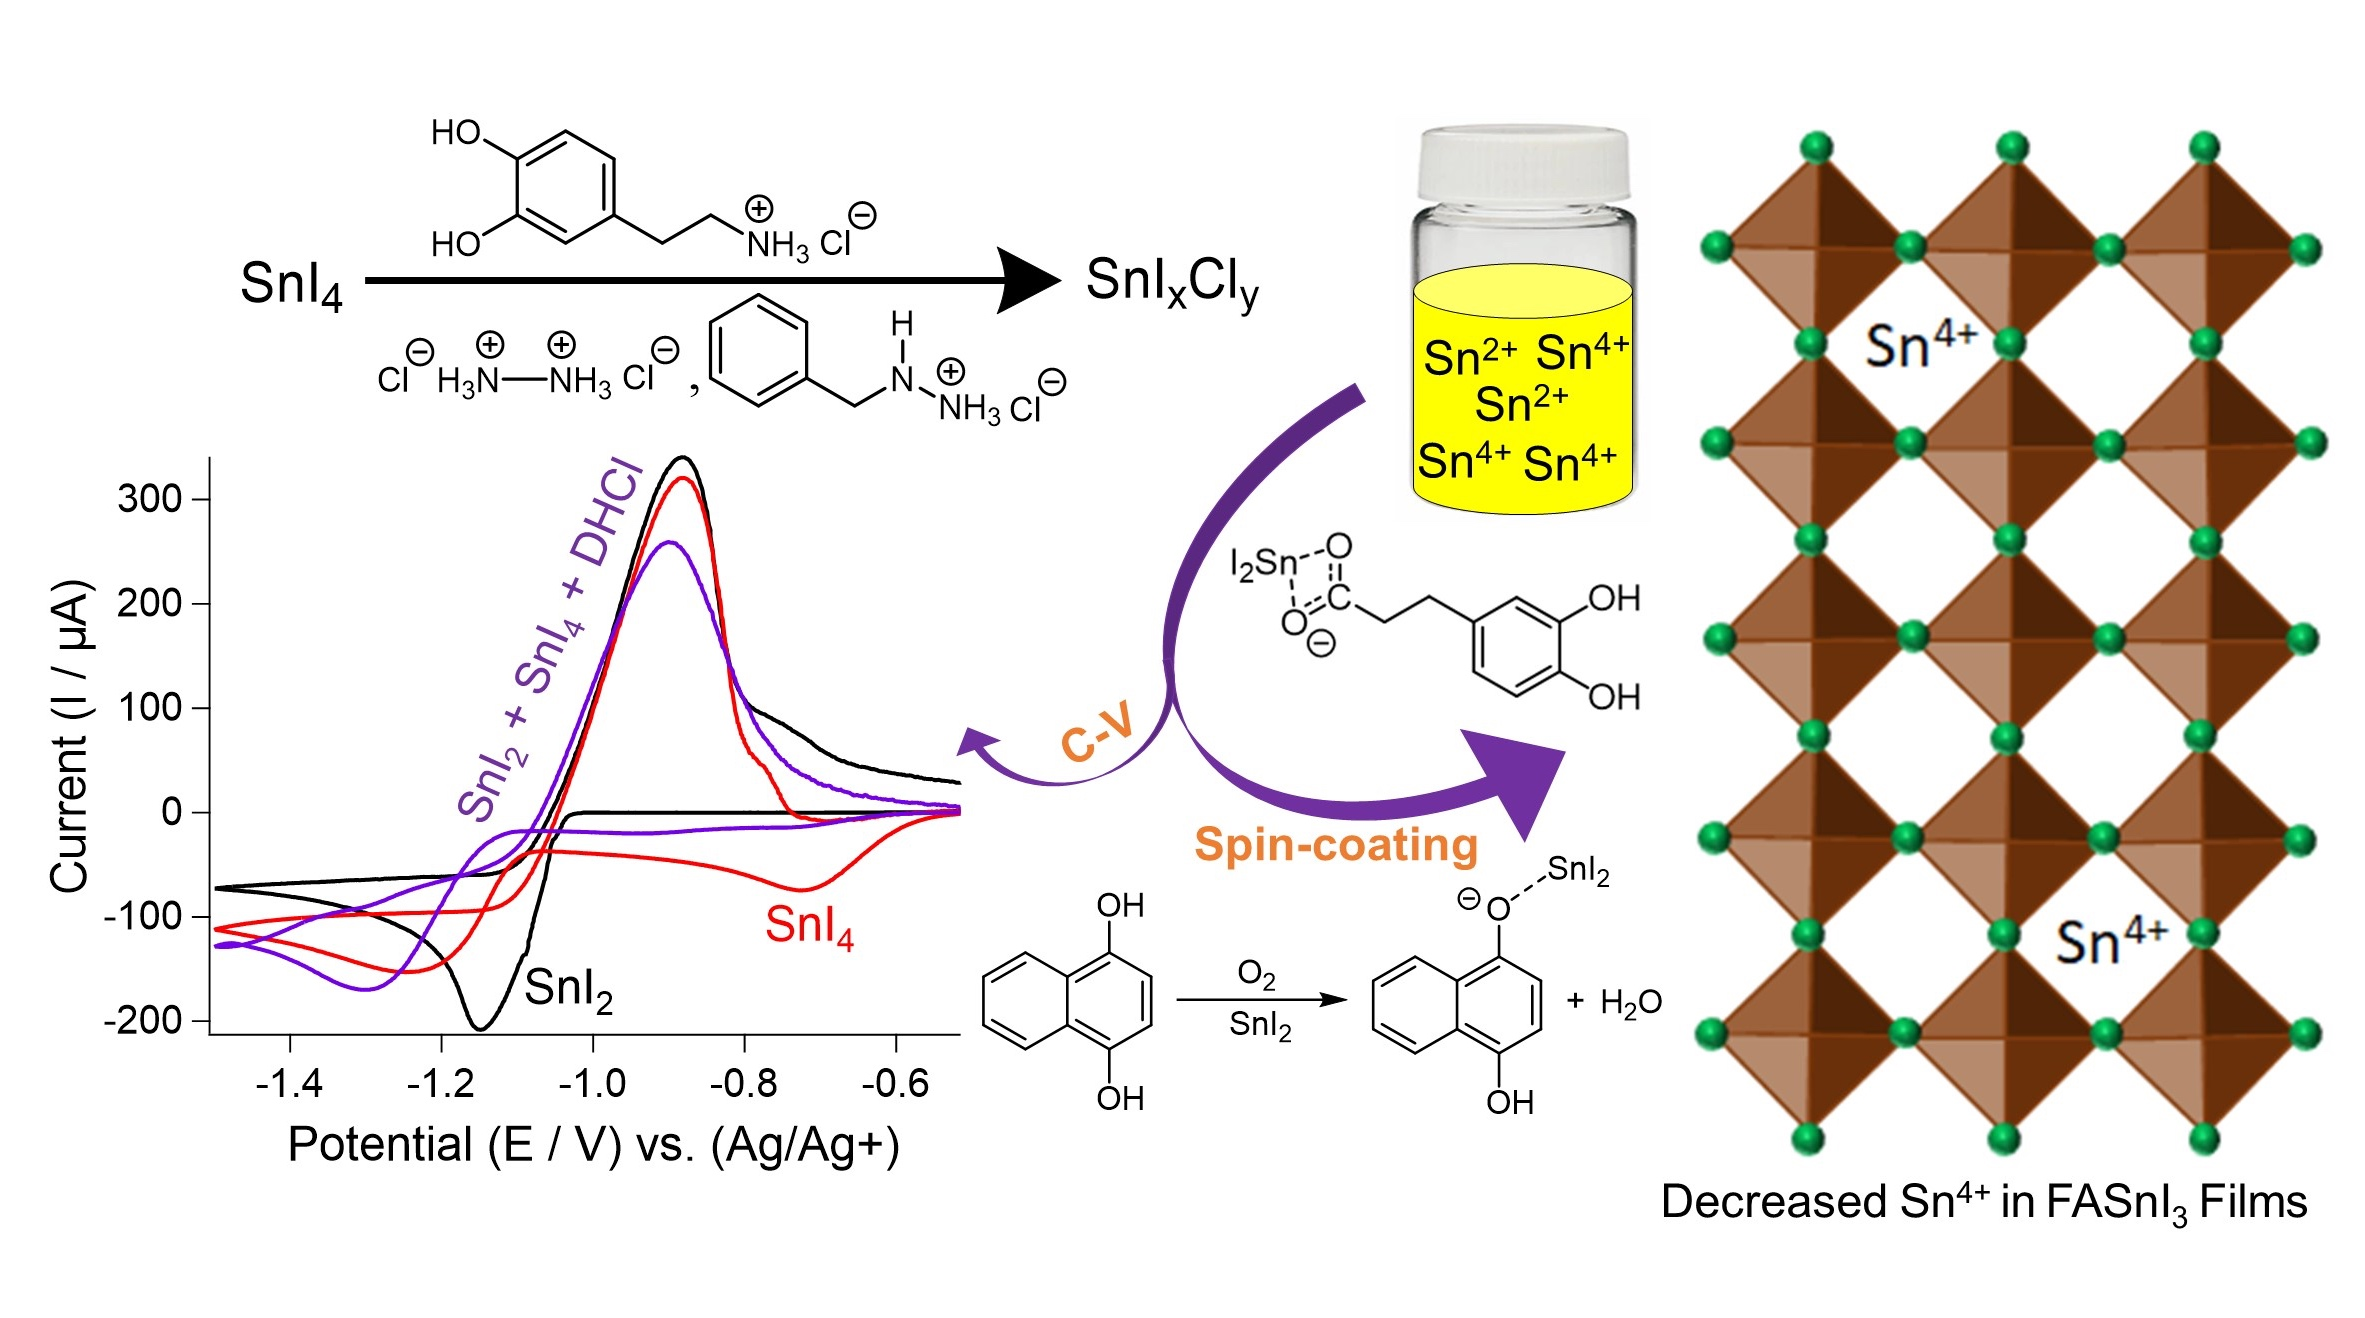 HO
HO
NH₃ Cl
⊕ ⊖
SnI₄
SnIₓClᵧ
Cl⊖ H₃N⊕—NH₃⊕ Cl⊖ ,
H
N
⊕
NH₃ Cl⊖
Sn²⁺ Sn⁴⁺
Sn²⁺
Sn⁴⁺ Sn⁴⁺
300
200
100
0
-100
-200
Current (I / μA)
SnI₂ + SnI₄ + DHCl
SnI₄
SnI₂
-1.4 -1.2 -1.0 -0.8 -0.6
Potential (E / V) vs. (Ag/Ag+)
C-V
Spin-coating
I₂Sn
O
C
O
⊖
OH
OH
OH
OH
O₂
SnI₂
⊖
O
SnI₂
OH
+ H₂O
Sn⁴⁺
Sn⁴⁺
Decreased Sn⁴⁺ in FASnI₃ Films